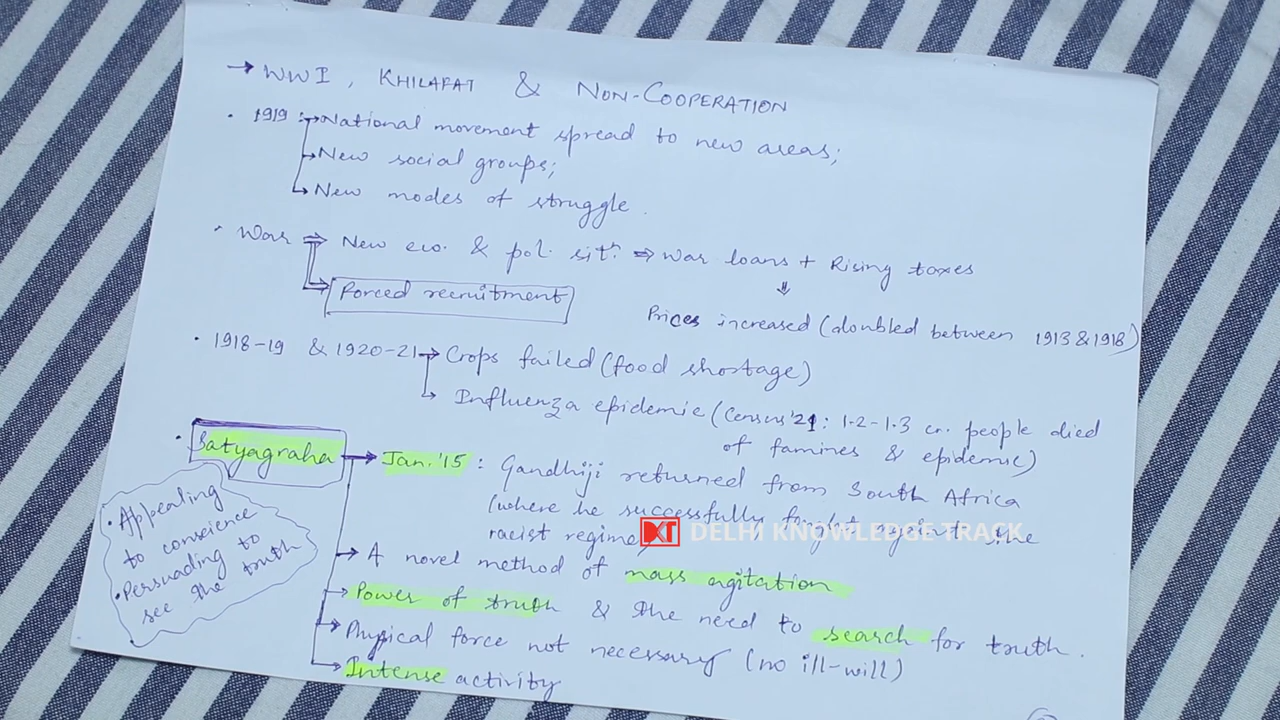 → WWI, KHILAFAT & NON-COOPERATION
• 1919 : → National movement spread to new areas;
→ New social groups;
→ New modes of struggle.
• War ⇒ New eco. & pol. sitⁿ. ⇒ War loans + Rising taxes
⇓
⇒ Forced recruitment
Prices increased (doubled between 1913 & 1918)
• 1918-19 & 1920-21 → Crops failed (food shortage)
→ Influenza epidemic (Census'21 : 1.2-1.3 cr. people died
of famines & epidemic)
• Satyagraha → Jan.'15 : Gandhiji returned from South Africa
(where he successfully fought against the
racist regime)
DKT DELHI KNOWLEDGE TRACK
• Appealing
to conscience
• Persuading to
see the truth
→ A novel method of mass agitation
→ Power of truth & the need to search for truth.
→ Physical force not necessary (no ill-will)
→ Intense activity